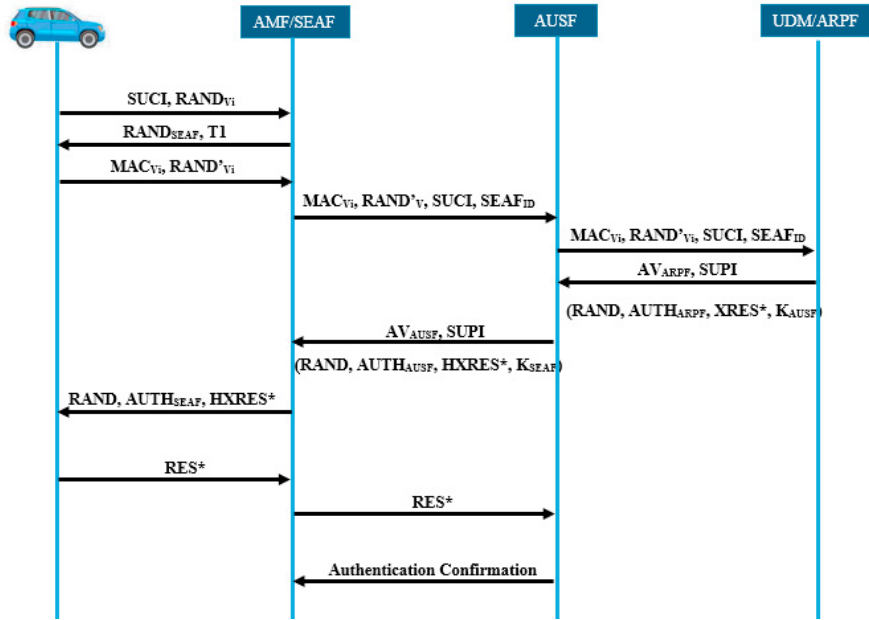 AMF/SEAF
AUSF
UDM/ARPF
SUCI, RANDVi
RANDSEAF, T1
MACVi, RAND'Vi
MACVi, RAND'V, SUCI, SEAFID
MACVi, RAND'Vi, SUCI, SEAFID
AVARPF, SUPI
(RAND, AUTHARPF, XRES*, KAUSF)
AVAUSF, SUPI
(RAND, AUTHAUSF, HXRES*, KSEAF)
RAND, AUTHSEAF, HXRES*
RES*
RES*
Authentication Confirmation